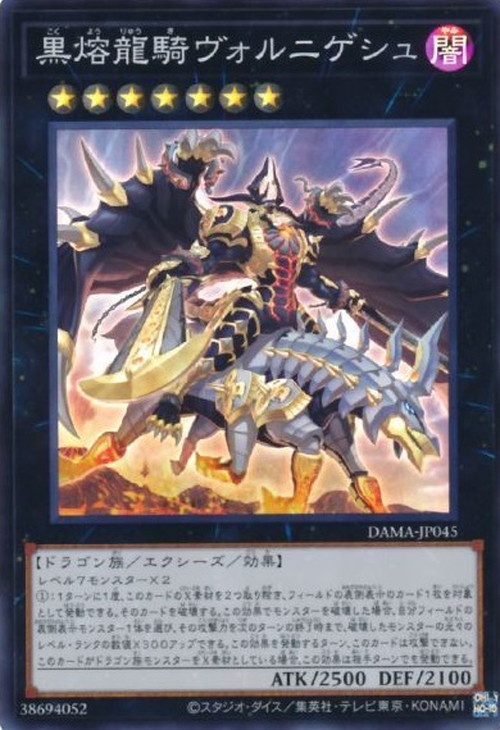 黒熔龍騎ヴォルニゲシュ
闇
DAMA-JP045
【ドラゴン族/エクシーズ/効果】
レベル7モンスター×2
①:1ターンに1度、このカードのX素材を2つ取り除き、フィールドの表側表示のカード1枚を対象
として発動できる。そのカードを破壊する。この効果でモンスターを破壊した場合、自分フィールド
の表側表示モンスター1体を選び、その攻撃力を次のターンの終了時まで、破壊したモンスターの元々の
レベル・ランクの数値×300アップできる。この効果を発動するターン、このカードは攻撃できない。
このカードがドラゴン族モンスターをX素材としている場合、この効果は相手ターンでも発動できる。
ATK/2500 DEF/2100
38694052
©スタジオ・ダイス/集英社・テレビ東京・KONAMI